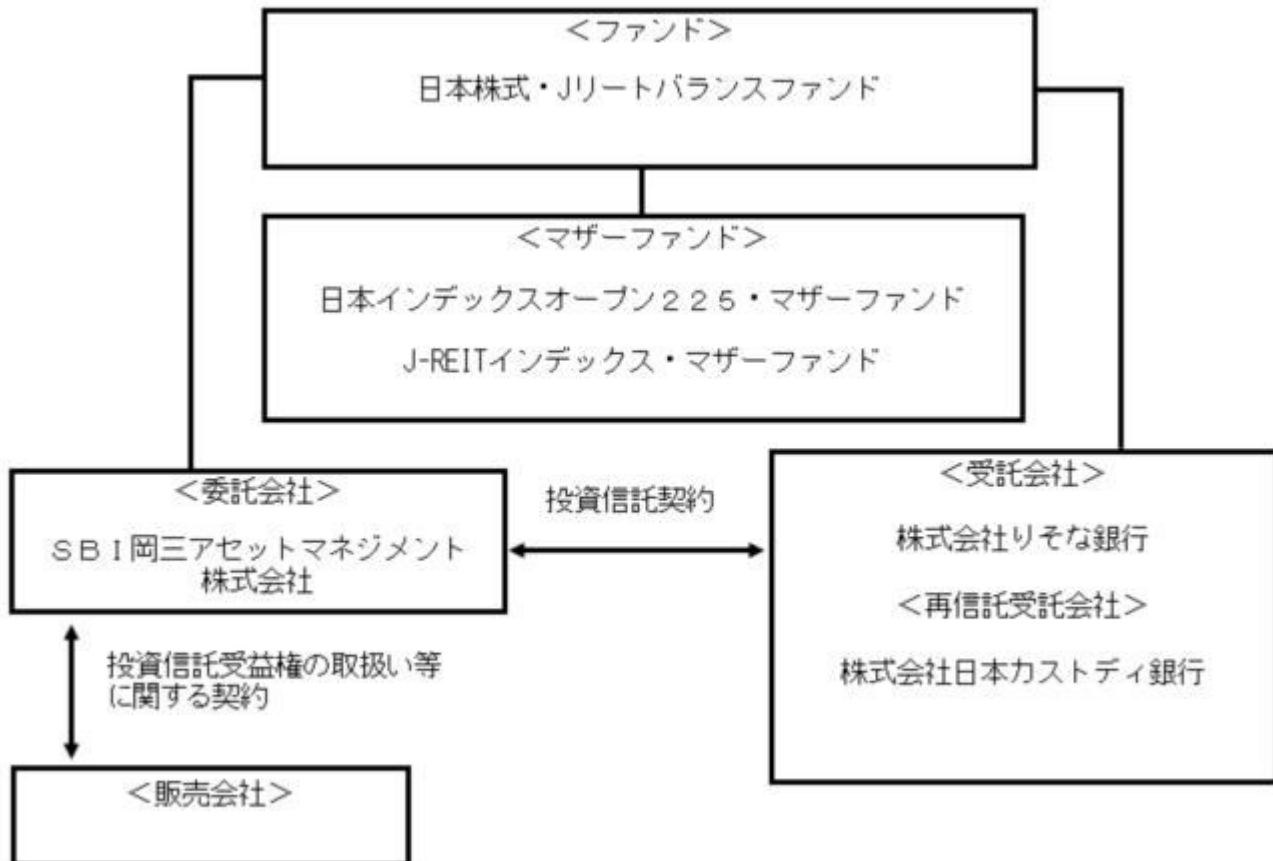 ＜ファンド＞
日本株式・Jリートバランスファンド
＜マザーファンド＞
日本インデックスオープン２２５・マザーファンド
J-REITインデックス・マザーファンド
＜委託会社＞
ＳＢＩ岡三アセットマネジメント
株式会社
投資信託契約
＜受託会社＞
株式会社りそな銀行
＜再信託受託会社＞
株式会社日本カストディ銀行
投資信託受益権の取扱い等
に関する契約
＜販売会社＞